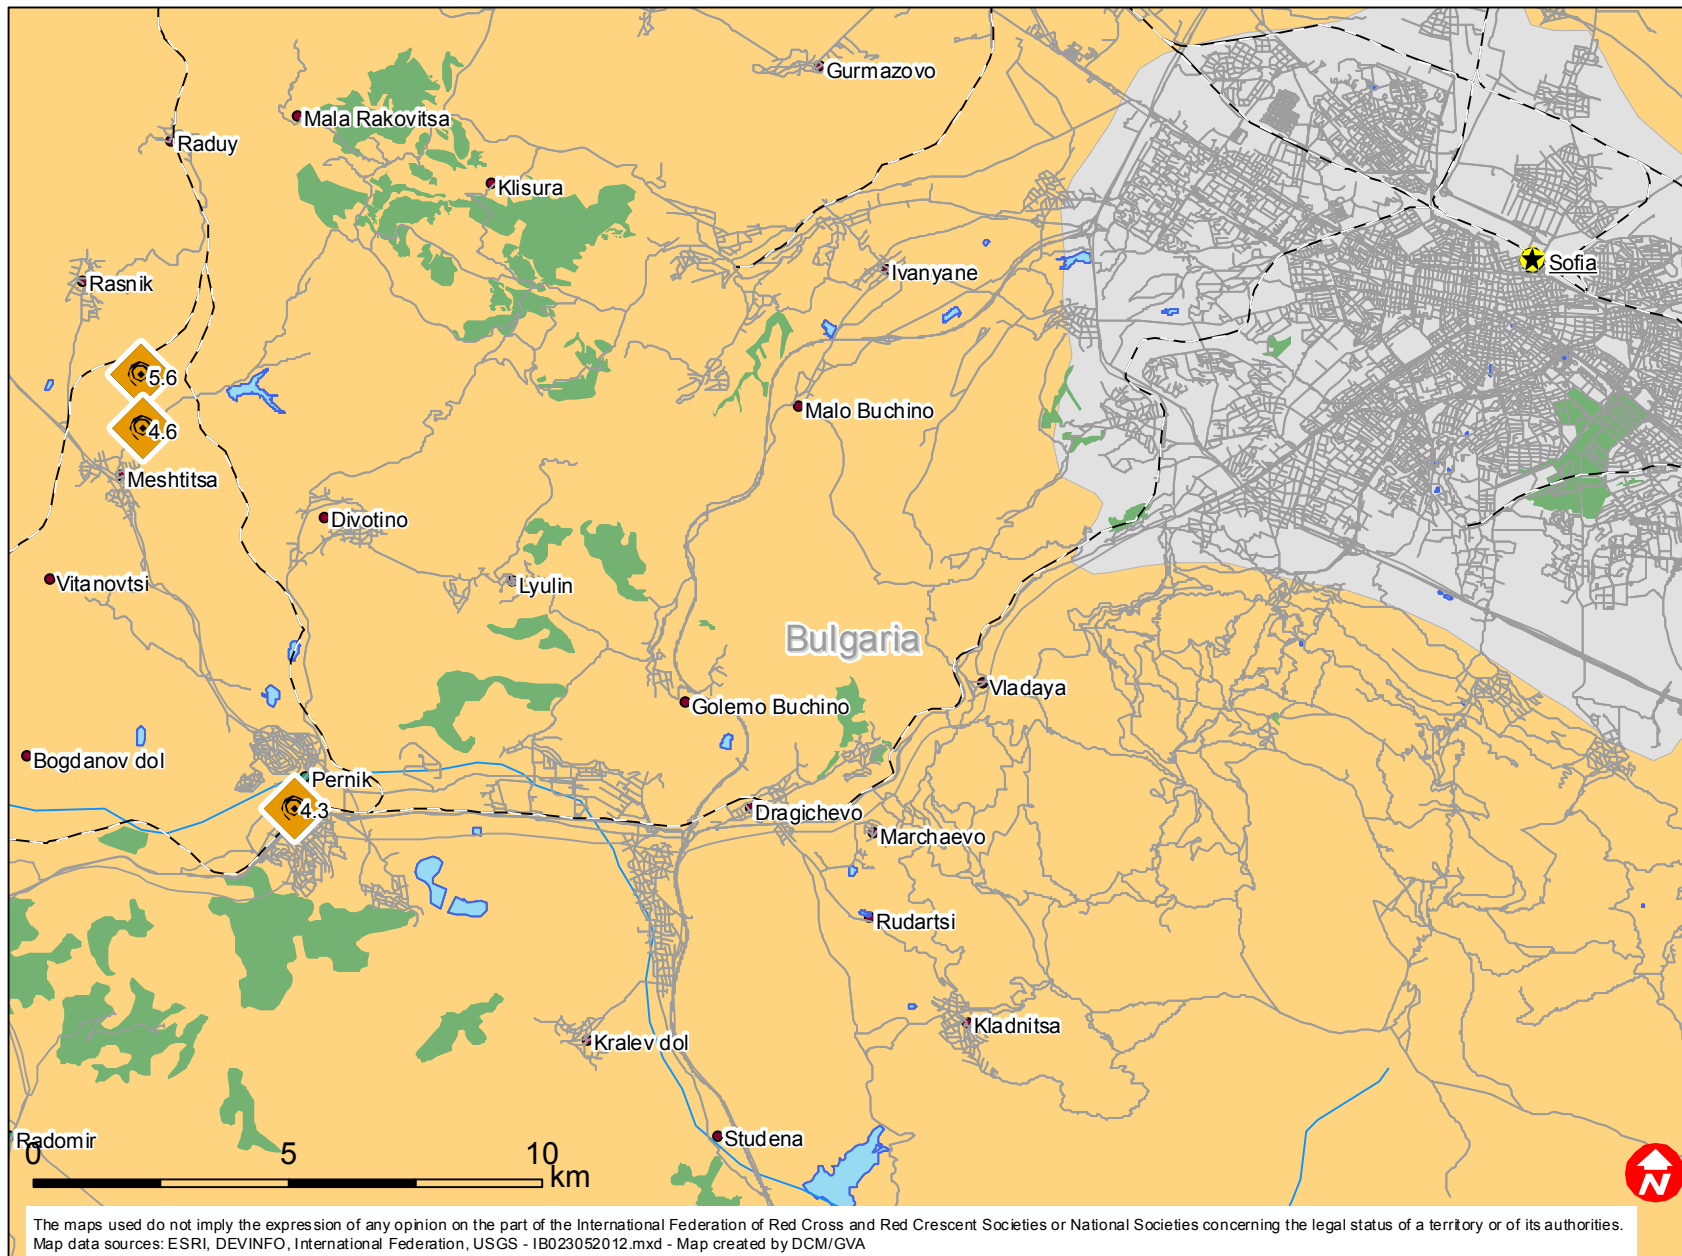 Gurmazovo
Mala Rakovitsa
Raduy
Klisura
Sofia
Ivanyane
Rasnik
5.6
Malo Buchino
4.6
Meshtitsa
Divotino
Vitanovtsi
Lyulin
Bulgaria
Vladaya
Golemo Buchino
Bogdanov dol
Pernik
4.3
Dragichevo
Marchaevo
Rudartsi
Kladnitsa
Kralev dol
Studena
Radomir
0 5 10
km
N
The maps used do not imply the expression of any opinion on the part of the International Federation of Red Cross and Red Crescent Societies or National Societies concerning the legal status of a territory or of its authorities.
Map data sources: ESRI, DEVINFO, International Federation, USGS - IB023052012.mxd - Map created by DCM/GVA